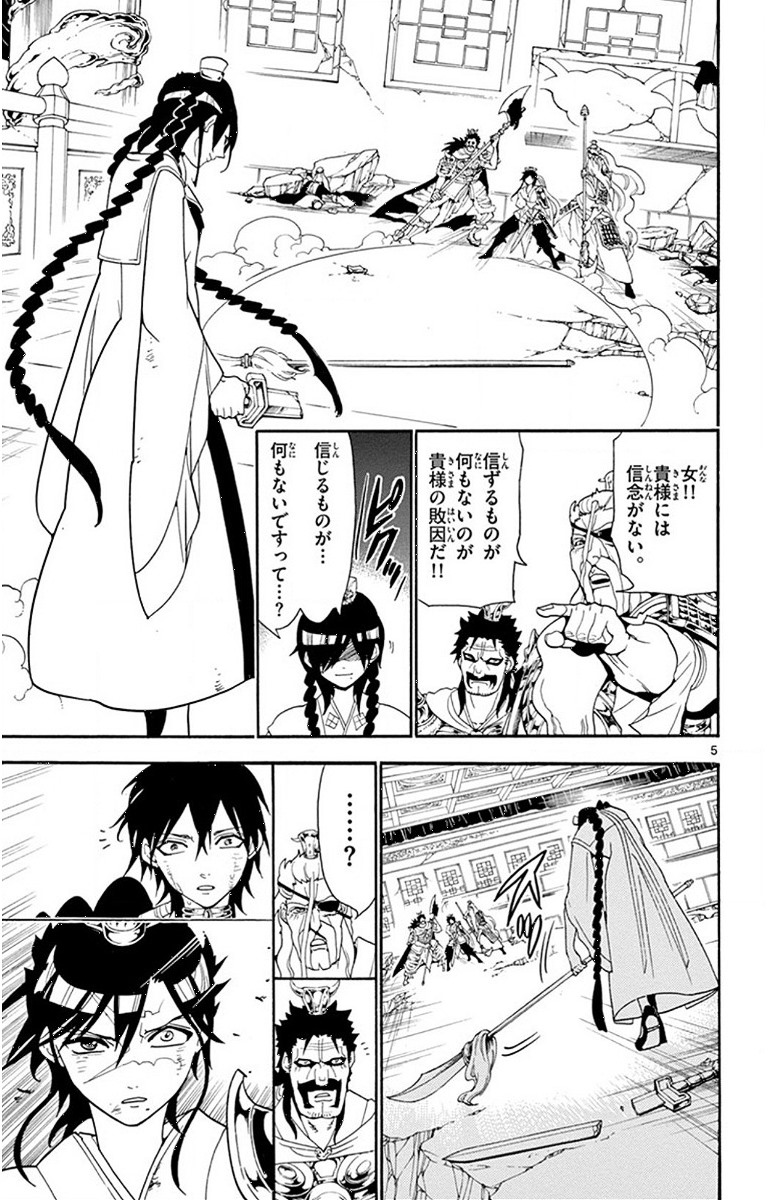 女!!
貴様には
信念がない。
信ずるものが
何もないのが
貴様の敗因だ!!
ピクッ
信じるものが…
何もないですって…?
5
ズッ
……?